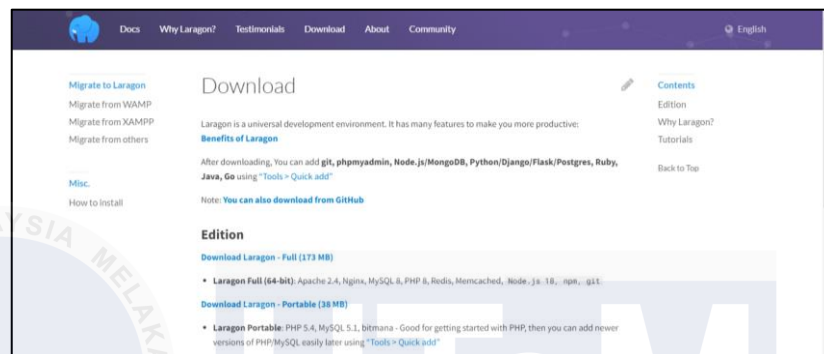 Docs Why Laragon? Testimonials Download About Community English
Migrate to Laragon
Migrate from WAMP
Migrate from XAMPP
Migrate from others
Misc.
How to install
Download
Laragon is a universal development environment. It has many features to make you more productive:
Benefits of Laragon
After downloading, You can add git, phpmyadmin, Node.js/MongoDB, Python/Django/Flask/Postgres, Ruby,
Java, Go using "Tools > Quick add"
Note: You can also download from GitHub
Edition
Download Laragon - Full (173 MB)
• Laragon Full (64-bit): Apache 2.4, Nginx, MySQL 8, PHP 8, Redis, Memcached, Node.js 18, npm, git
Download Laragon - Portable (38 MB)
• Laragon Portable: PHP 5.4, MySQL 5.1, bitmana - Good for getting started with PHP, then you can add newer
versions of PHP/MySQL easily later using "Tools > Quick add"
Contents
Edition
Why Laragon?
Tutorials
Back to Top